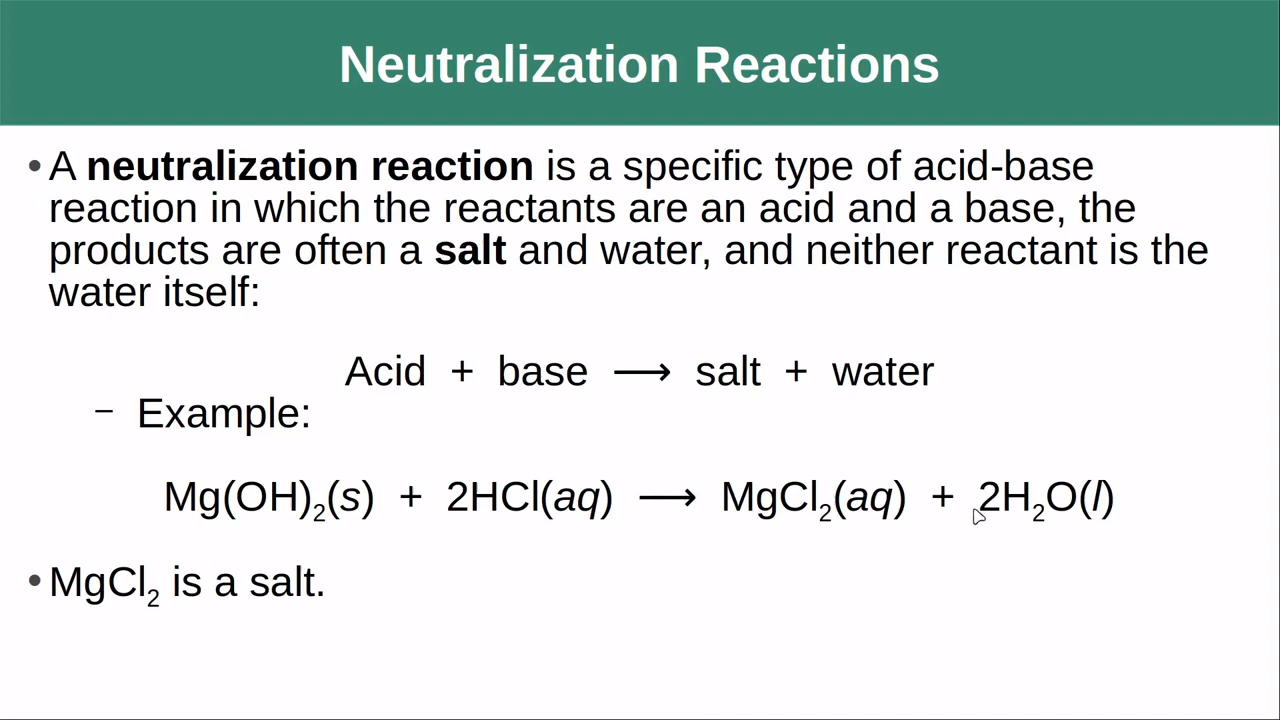 Neutralization Reactions
•A neutralization reaction is a specific type of acid-base
reaction in which the reactants are an acid and a base, the
products are often a salt and water, and neither reactant is the
water itself:
Acid + base ⟶ salt + water
– Example:
Mg(OH)₂(s) + 2HCl(aq) ⟶ MgCl₂(aq) + 2H₂O(l)
•MgCl₂ is a salt.